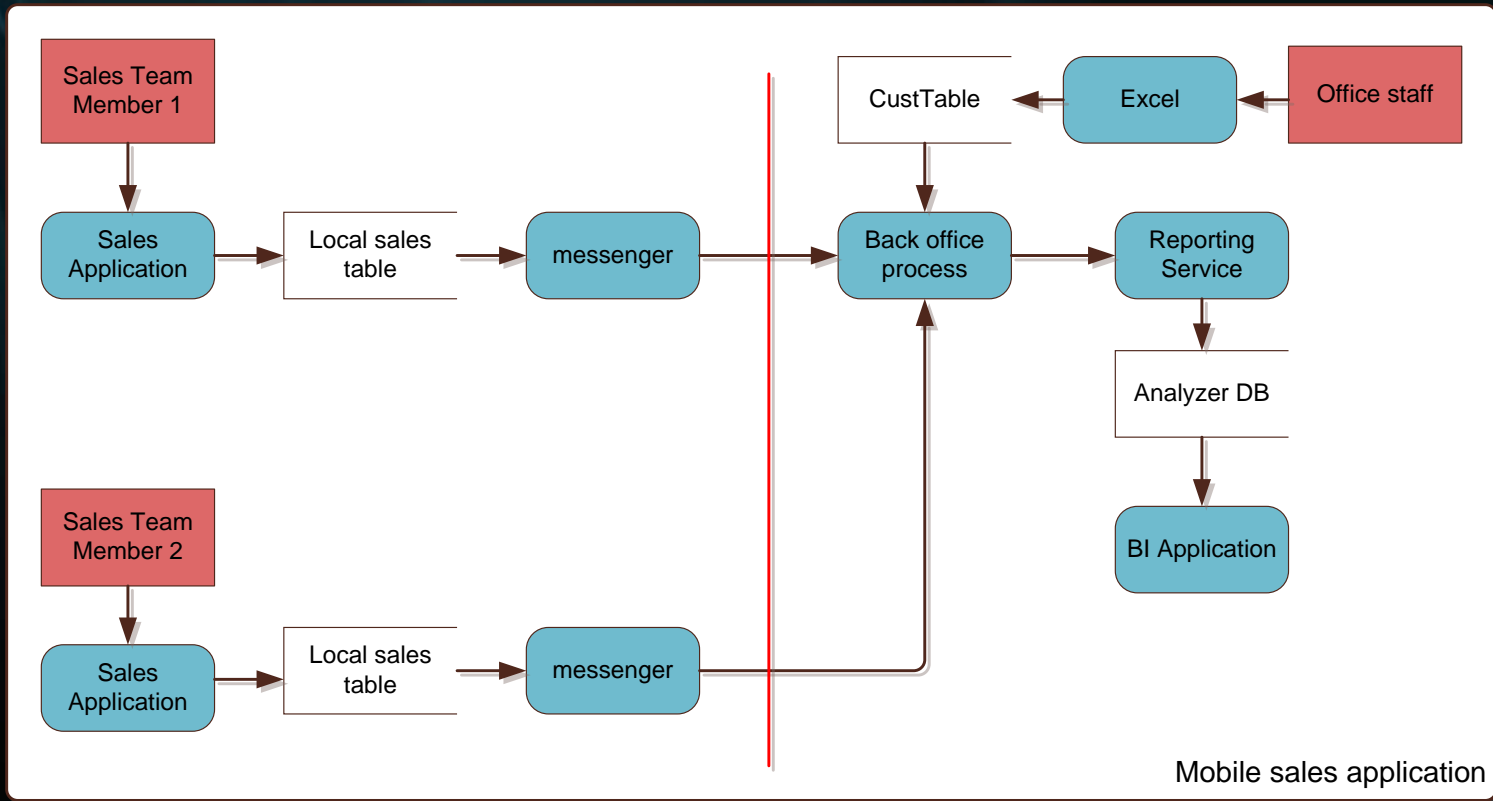 Sales Team
Member 1
CustTable
Excel
Office staff
Sales
Application
Local sales
table
messenger
Back office
process
Reporting
Service
Analyzer DB
Sales Team
Member 2
BI Application
Sales
Application
Local sales
table
messenger
Mobile sales application